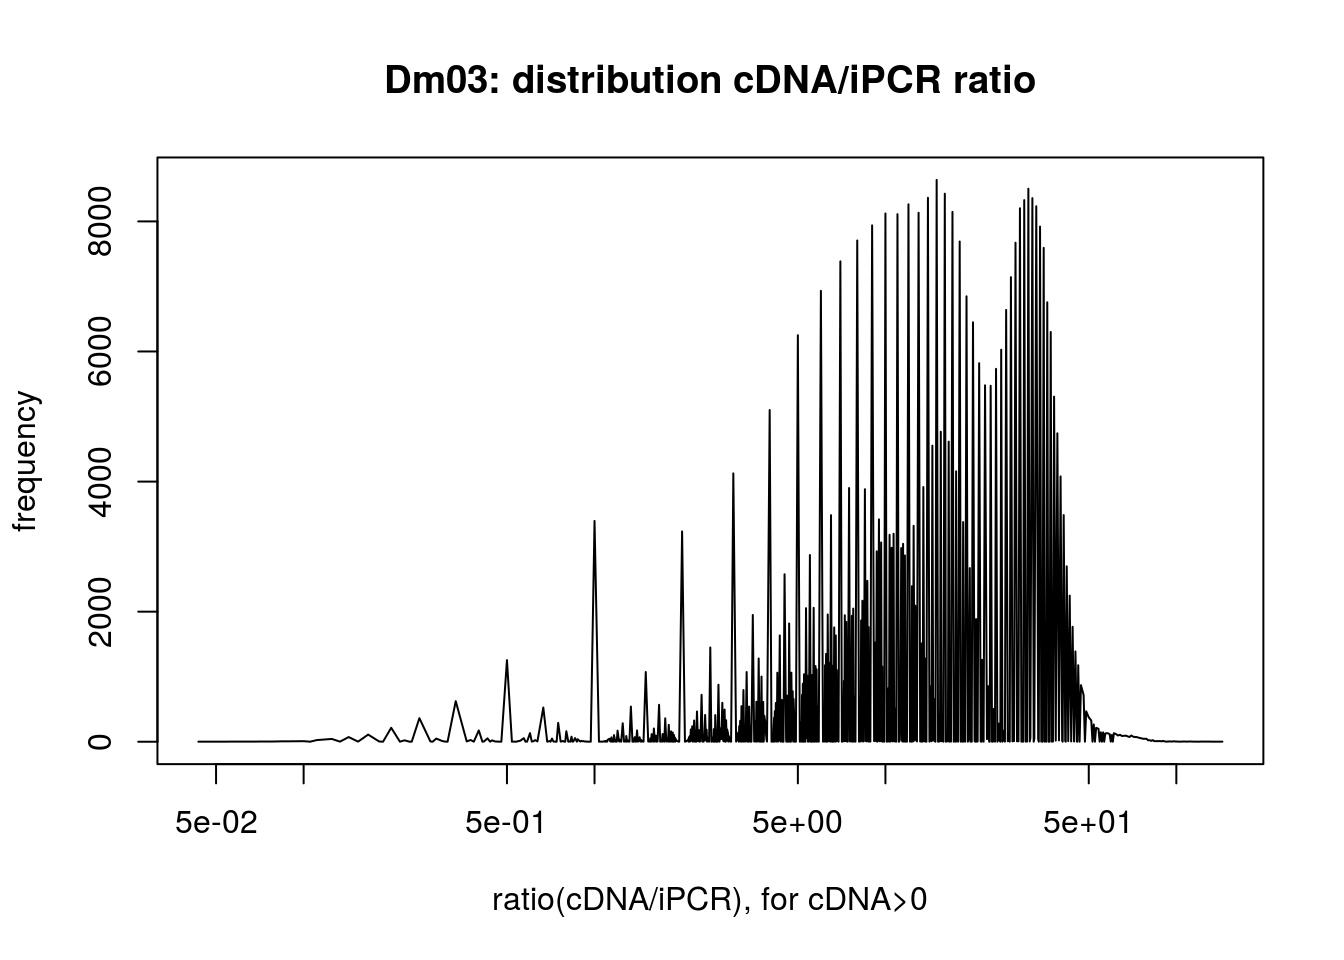 Dm03: distribution cDNA/iPCR ratio
frequency
8000
6000
4000
2000
0
5e-02 5e-01 5e+00 5e+01
ratio(cDNA/iPCR), for cDNA>0